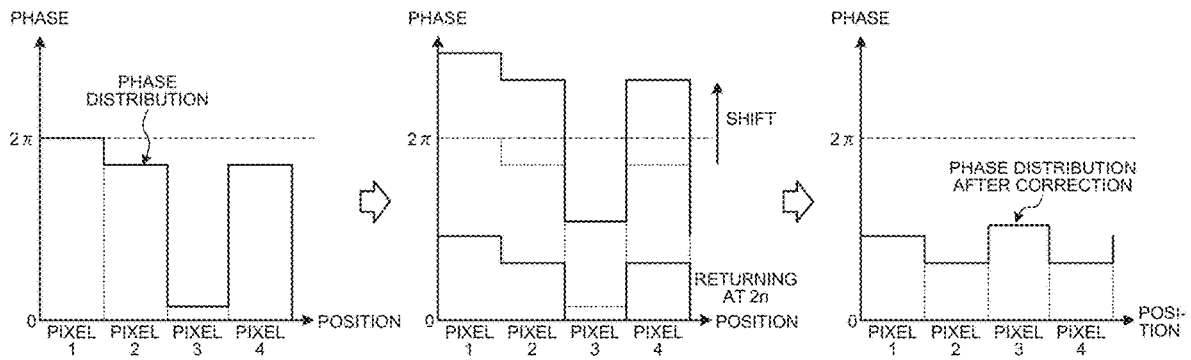 PHASE
PHASE
DISTRIBUTION
2π
0
PIXEL
1
PIXEL
2
PIXEL
3
PIXEL
4
POSITION
PHASE
2π
SHIFT
RETURNING
AT 2n
0
PIXEL
1
PIXEL
2
PIXEL
3
PIXEL
4
POSITION
PHASE
2π
PHASE DISTRIBUTION
AFTER CORRECTION
0
PIXEL
1
PIXEL
2
PIXEL
3
PIXEL
4
POSI-
TION